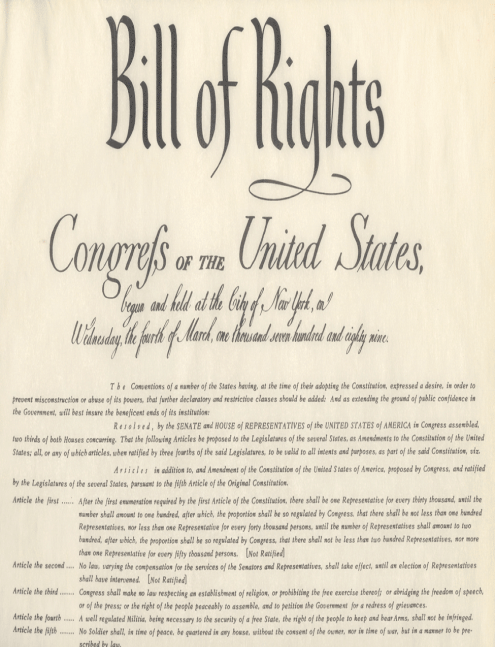 Bill of Rights
Congreſs OF THE United States,
begun and held at the City of New York, on
Wednesday, the fourth of March, one thousand seven hundred and eighty nine.
The Conventions of a number of the States having, at the time of their adopting the Constitution, expressed a desire, in order to
prevent misconstruction or abuse of its powers, that further declaratory and restrictive clauses should be added: And as extending the ground of public confidence in
the Government, will best insure the beneficent ends of its institution:
Resolved, by the SENATE and HOUSE of REPRESENTATIVES of the UNITED STATES OF AMERICA in Congress assembled,
two thirds of both Houses concurring. That the following Articles be proposed to the Legislatures of the several States, as Amendments to the Constitution of the United
States; all, or any of which articles, when ratified by three fourths of the said Legislatures, to be valid to all intents and purposes, as part of the said Constitution, viz.
Articles in addition to, and Amendment of the Constitution of the United States of America, proposed by Congress, and ratified
by the Legislatures of the several States, pursuant to the fifth Article of the Original Constitution.
Article the first ...... After the first enumeration required by the first Article of the Constitution, there shall be one Representative for every thirty thousand, until the
number shall amount to one hundred, after which, the proportion shall be so regulated by Congress, that there shall be not less than one hundred
Representatives, nor less than one Representative for every forty thousand persons, until the number of Representatives shall amount to two
hundred, after which, the proportion shall be so regulated by Congress, that there shall not be less than two hundred Representatives, nor more
than one Representative for every fifty thousand persons. [Not Ratified]
Article the second .... No law, varying the compensation for the services of the Senators and Representatives, shall take effect, until an election of Representatives
shall have intervened. [Not Ratified]
Article the third ...... Congress shall make no law respecting an establishment of religion, or prohibiting the free exercise thereof; or abridging the freedom of speech,
or of the press; or the right of the people peaceably to assemble, and to petition the Government for a redress of grievances.
Article the fourth ..... A well regulated Militia, being necessary to the security of a free State, the right of the people to keep and bear Arms, shall not be infringed.
Article the fifth ....... No Soldier shall, in time of peace, be quartered in any house, without the consent of the owner, nor in time of war, but in a manner to be pre-
scribed by law.